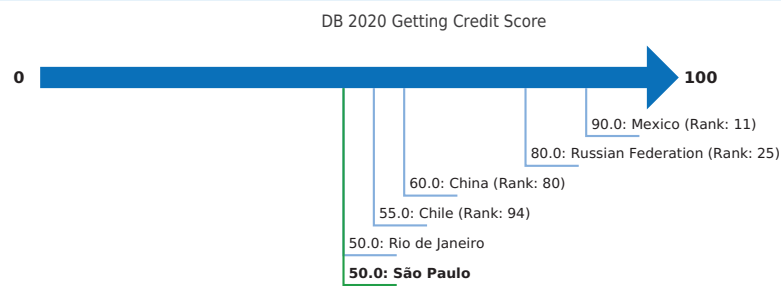 DB 2020 Getting Credit Score
0
100
90.0: Mexico (Rank: 11)
80.0: Russian Federation (Rank: 25)
60.0: China (Rank: 80)
55.0: Chile (Rank: 94)
50.0: Rio de Janeiro
50.0: São Paulo